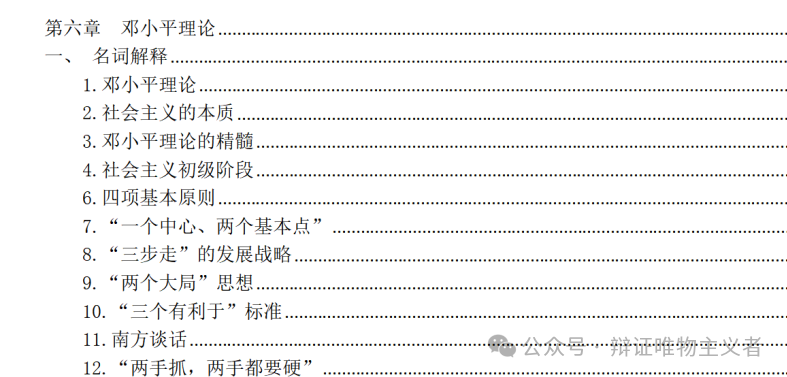 第六章　邓小平理论
一、 名词解释
1.邓小平理论
2.社会主义的本质
3.邓小平理论的精髓
4.社会主义初级阶段
6.四项基本原则
7.“一个中心、两个基本点”
8.“三步走”的发展战略
9.“两个大局”思想
10.“三个有利于”标准
11.南方谈话
12.“两手抓，两手都要硬”
公众号 · 辩证唯物主义者